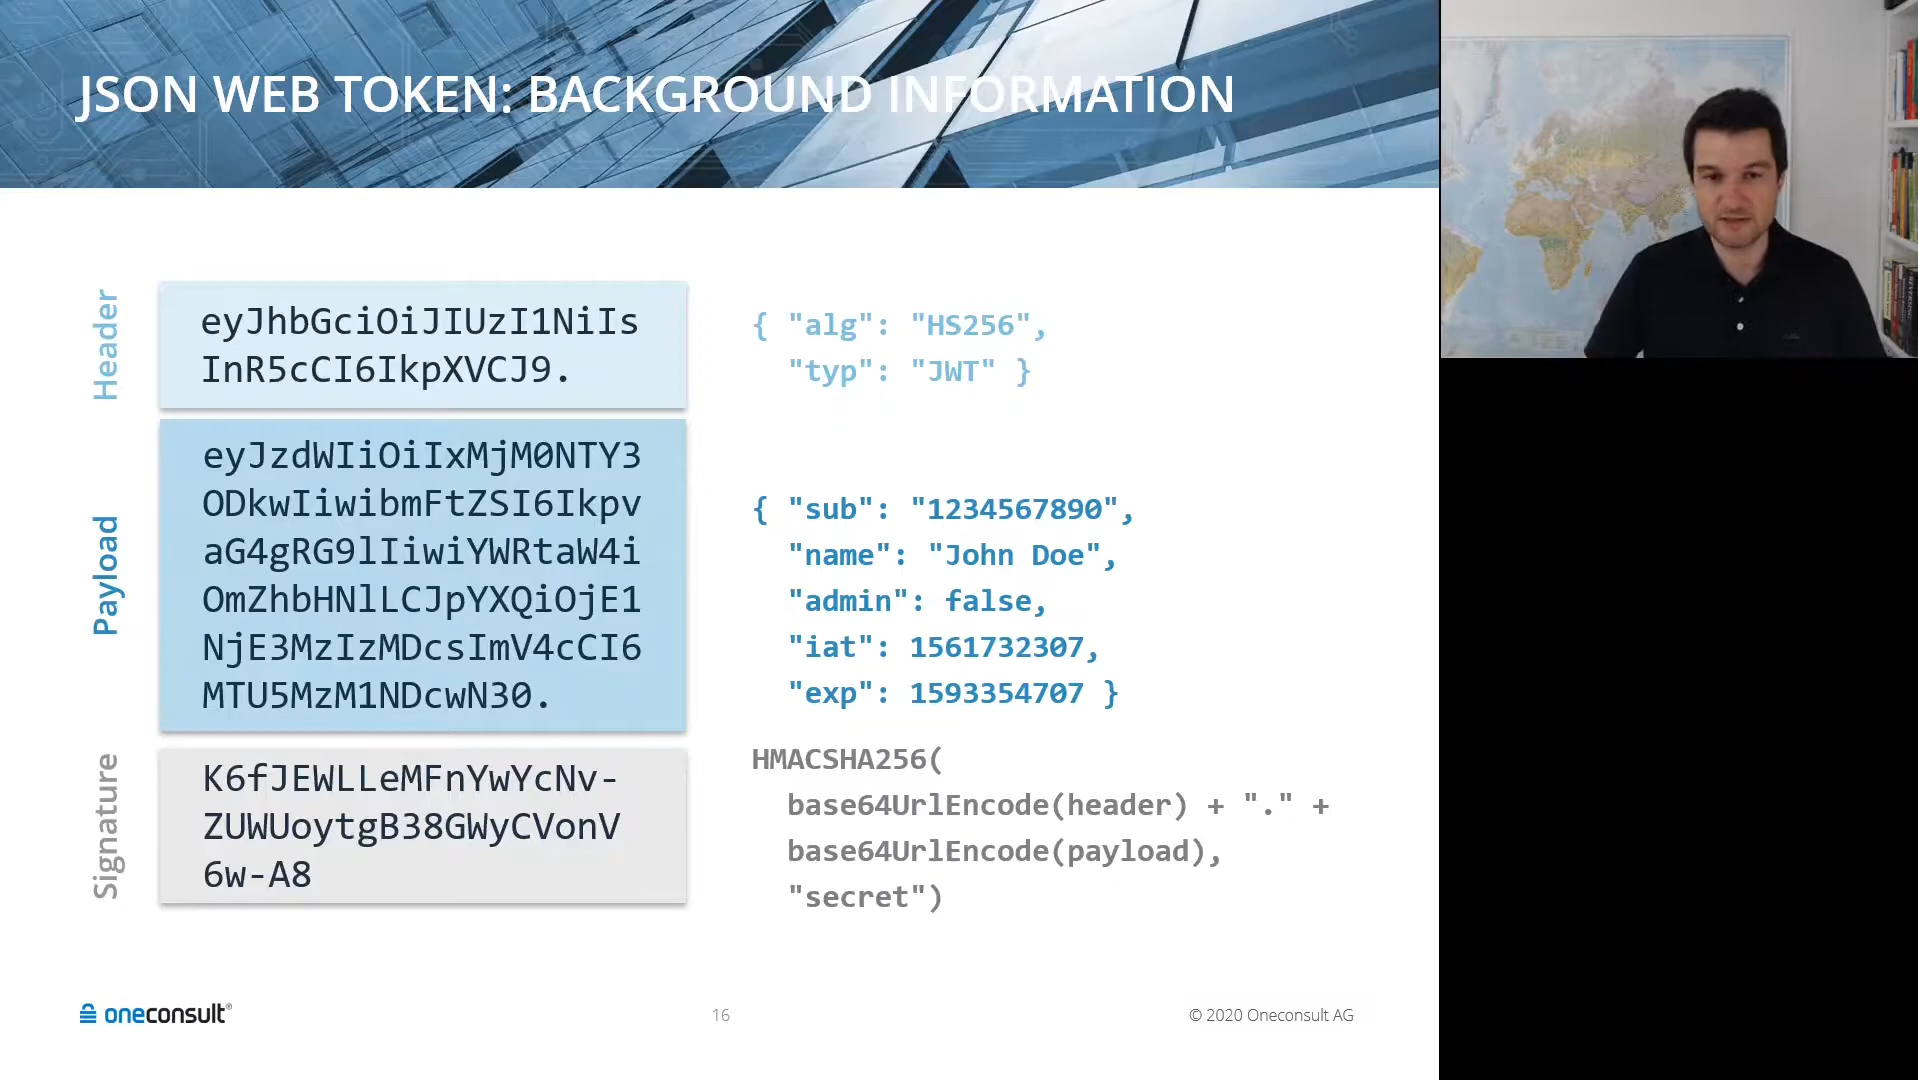 JSON WEB TOKEN: BACKGROUND INFORMATION
Header
eyJhbGciOiJIUzI1NiIs
InR5cCI6IkpXVCJ9.
{ "alg": "HS256",
"typ": "JWT" }
Payload
eyJzdWIiOiIxMjM0NTY3
ODkwIiwibmFtZSI6Ikpv
aG4gRG9lIiwiYWRtaW4i
OmZhbHNlLCJpYXQiOjE1
NjE3MzIzMDcsImV4cCI6
MTU5MzM1NDcwN30.
{ "sub": "1234567890",
"name": "John Doe",
"admin": false,
"iat": 1561732307,
"exp": 1593354707 }
Signature
K6fJEWLLeMFnYwYcNv-
ZUWUoytgB38GWyCVonV
6w-A8
HMACSHA256(
base64UrlEncode(header) + "." +
base64UrlEncode(payload),
"secret")
oneconsult®
16
© 2020 Oneconsult AG